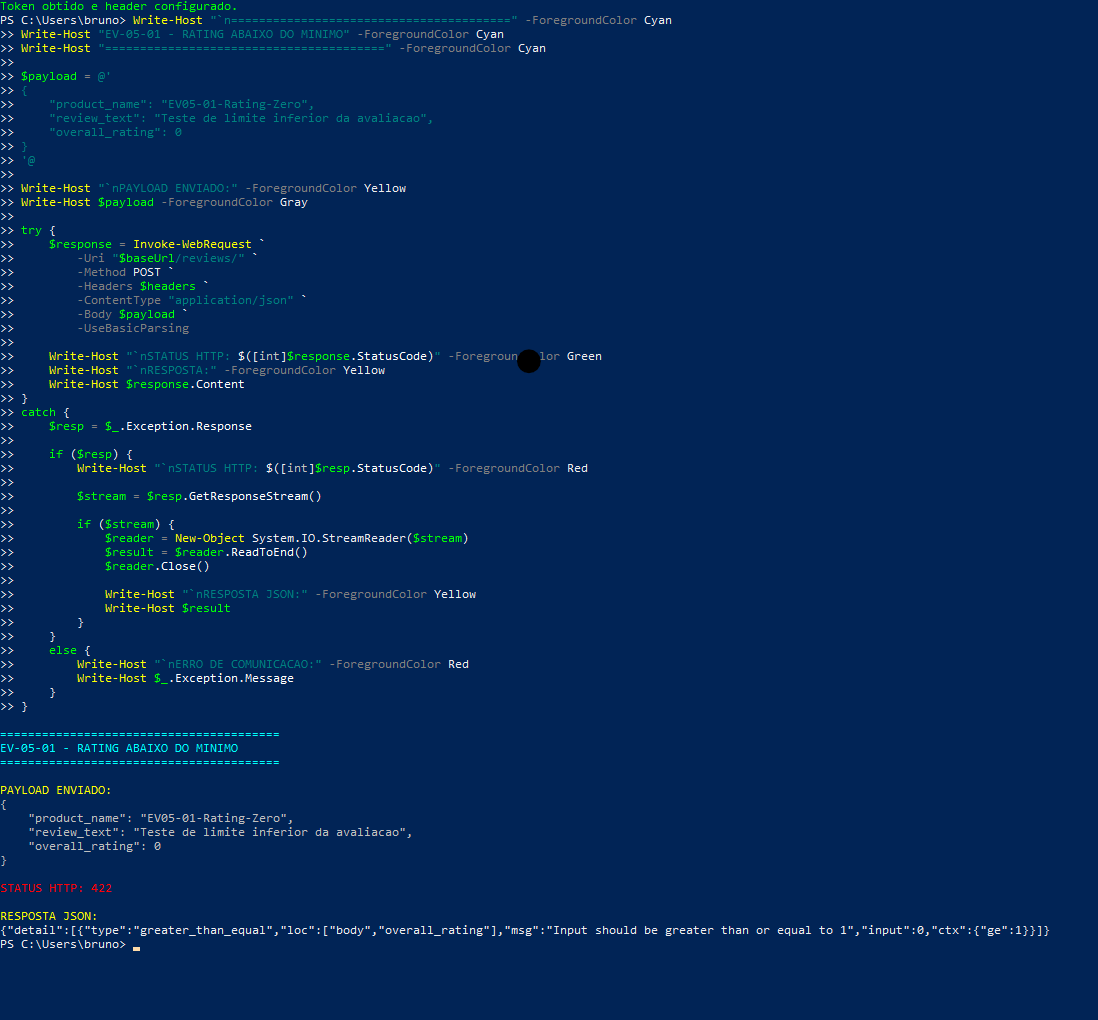 Token obtido e header configurado.
PS C:\Users\bruno> Write-Host "`n========================================" -ForegroundColor Cyan
>> Write-Host "EV-05-01 - RATING ABAIXO DO MINIMO" -ForegroundColor Cyan
>> Write-Host "========================================" -ForegroundColor Cyan
>>
>> $payload = @'
>> {
>>     "product_name": "EV05-01-Rating-Zero",
>>     "review_text": "Teste de limite inferior da avaliacao",
>>     "overall_rating": 0
>> }
>> '@
>>
>> Write-Host "`nPAYLOAD ENVIADO:" -ForegroundColor Yellow
>> Write-Host $payload -ForegroundColor Gray
>>
>> try {
>>     $response = Invoke-WebRequest `
>>         -Uri "$baseUrl/reviews/" `
>>         -Method POST `
>>         -Headers $headers `
>>         -ContentType "application/json" `
>>         -Body $payload `
>>         -UseBasicParsing
>>
>>     Write-Host "`nSTATUS HTTP: $([int]$response.StatusCode)" -ForegroundColor Green
>>     Write-Host "`nRESPOSTA:" -ForegroundColor Yellow
>>     Write-Host $response.Content
>> }
>> catch {
>>     $resp = $_.Exception.Response
>>
>>     if ($resp) {
>>         Write-Host "`nSTATUS HTTP: $([int]$resp.StatusCode)" -ForegroundColor Red
>>
>>         $stream = $resp.GetResponseStream()
>>
>>         if ($stream) {
>>             $reader = New-Object System.IO.StreamReader($stream)
>>             $result = $reader.ReadToEnd()
>>             $reader.Close()
>>
>>             Write-Host "`nRESPOSTA JSON:" -ForegroundColor Yellow
>>             Write-Host $result
>>         }
>>     }
>>     else {
>>         Write-Host "`nERRO DE COMUNICACAO:" -ForegroundColor Red
>>         Write-Host $_.Exception.Message
>>     }
>> }
========================================
EV-05-01 - RATING ABAIXO DO MINIMO
========================================
PAYLOAD ENVIADO:
{
    "product_name": "EV05-01-Rating-Zero",
    "review_text": "Teste de limite inferior da avaliacao",
    "overall_rating": 0
}
STATUS HTTP: 422
RESPOSTA JSON:
{"detail":[{"type":"greater_than_equal","loc":["body","overall_rating"],"msg":"Input should be greater than or equal to 1","input":0,"ctx":{"ge":1}}]}
PS C:\Users\bruno>